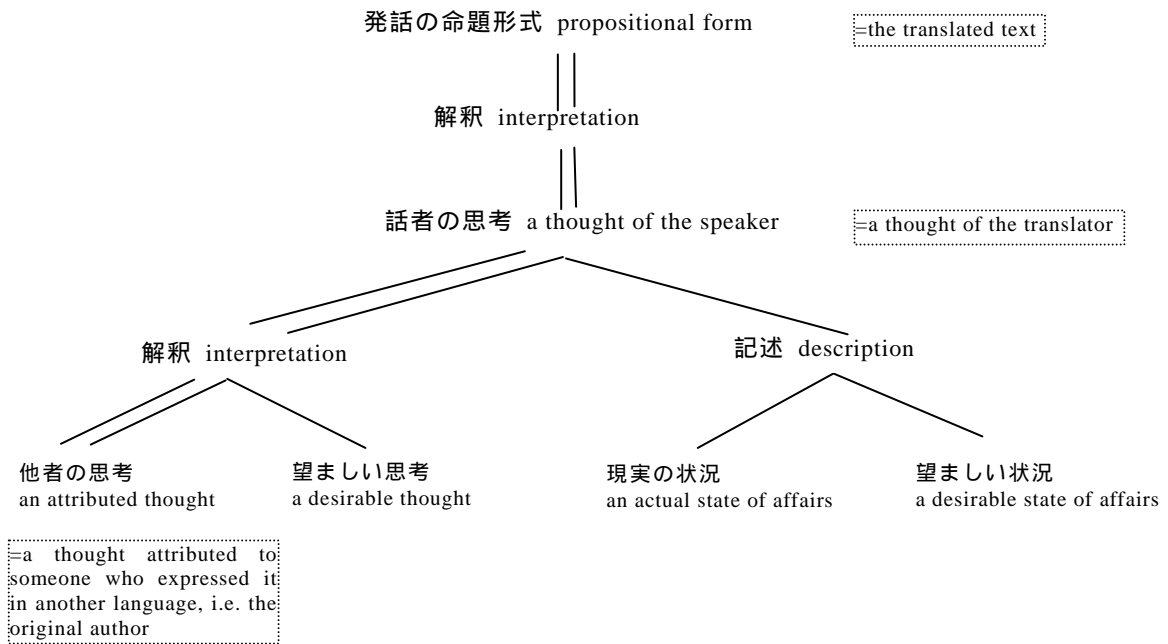 発話の命題形式 propositional form
=the translated text
解釈 interpretation
話者の思考 a thought of the speaker
=a thought of the translator
解釈 interpretation
記述 description
他者の思考
an attributed thought
望ましい思考
a desirable thought
現実の状況
an actual state of affairs
望ましい状況
a desirable state of affairs
=a thought attributed to
someone who expressed it
in another language, i.e. the
original author